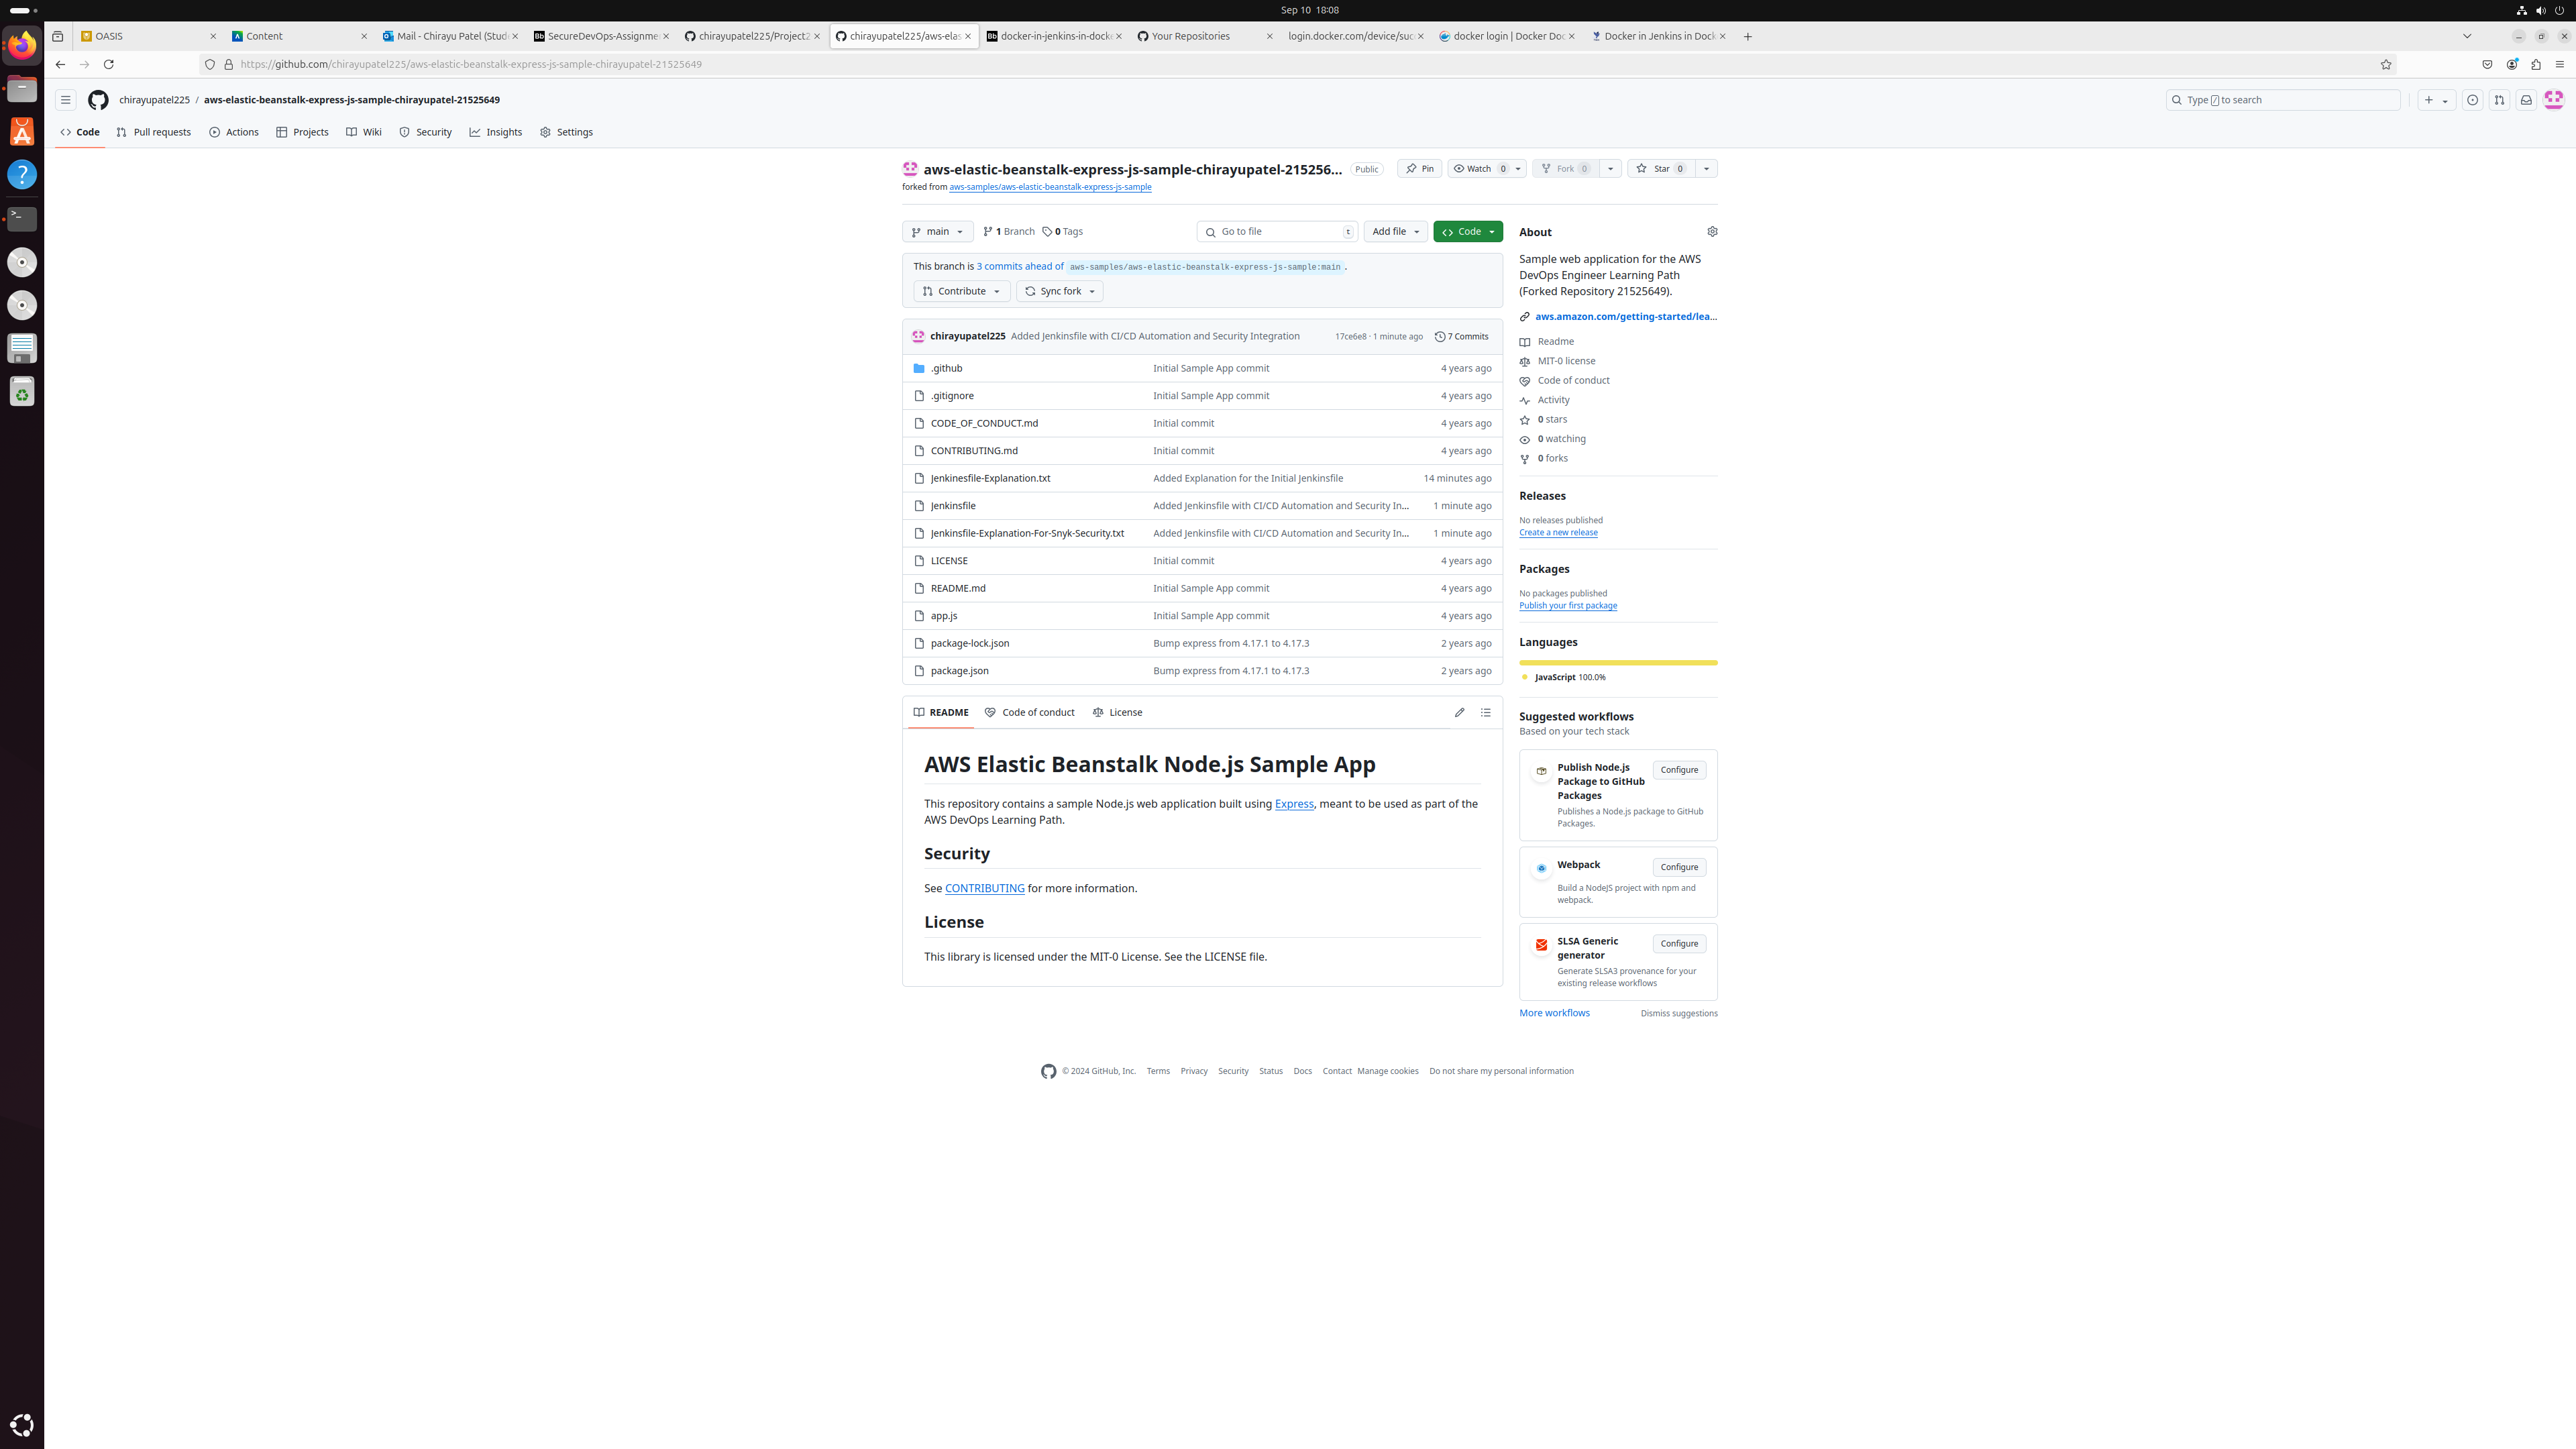 Sep 10 18:08
OASIS
Content
Mail - Chirayu Patel (Stud
SecureDevOps-Assignme
chirayupatel225/Project2
chirayupatel225/aws-elas
docker-in-jenkins-in-docke
Your Repositories
login.docker.com/device/suc
docker login | Docker Doc
Docker in Jenkins in Dock
https://github.com/chirayupatel225/aws-elastic-beanstalk-express-js-sample-chirayupatel-21525649
chirayupatel225 / aws-elastic-beanstalk-express-js-sample-chirayupatel-21525649
Type / to search
Code
Pull requests
Actions
Projects
Wiki
Security
Insights
Settings
aws-elastic-beanstalk-express-js-sample-chirayupatel-215256... Public
Pin
Watch 0
Fork 0
Star 0
forked from aws-samples/aws-elastic-beanstalk-express-js-sample
main
1 Branch
0 Tags
Go to file t
Add file
Code
This branch is 3 commits ahead of aws-samples/aws-elastic-beanstalk-express-js-sample:main .
Contribute
Sync fork
chirayupatel225 Added Jenkinsfile with CI/CD Automation and Security Integration 17ce6e8 · 1 minute ago 7 Commits
.github Initial Sample App commit 4 years ago
.gitignore Initial Sample App commit 4 years ago
CODE_OF_CONDUCT.md Initial commit 4 years ago
CONTRIBUTING.md Initial commit 4 years ago
Jenkinesfile-Explanation.txt Added Explanation for the Initial Jenkinsfile 14 minutes ago
Jenkinsfile Added Jenkinsfile with CI/CD Automation and Security In... 1 minute ago
Jenkinsfile-Explanation-For-Snyk-Security.txt Added Jenkinsfile with CI/CD Automation and Security In... 1 minute ago
LICENSE Initial commit 4 years ago
README.md Initial Sample App commit 4 years ago
app.js Initial Sample App commit 4 years ago
package-lock.json Bump express from 4.17.1 to 4.17.3 2 years ago
package.json Bump express from 4.17.1 to 4.17.3 2 years ago
README
Code of conduct
License
AWS Elastic Beanstalk Node.js Sample App
This repository contains a sample Node.js web application built using Express, meant to be used as part of the
AWS DevOps Learning Path.
Security
See CONTRIBUTING for more information.
License
This library is licensed under the MIT-0 License. See the LICENSE file.
About
Sample web application for the AWS
DevOps Engineer Learning Path
(Forked Repository 21525649).
aws.amazon.com/getting-started/lea...
Readme
MIT-0 license
Code of conduct
Activity
0 stars
0 watching
0 forks
Releases
No releases published
Create a new release
Packages
No packages published
Publish your first package
Languages
JavaScript 100.0%
Suggested workflows
Based on your tech stack
Publish Node.js
Package to GitHub
Packages
Configure
Publishes a Node.js package to GitHub
Packages.
Webpack
Configure
Build a NodeJS project with npm and
webpack.
SLSA Generic
generator
Configure
Generate SLSA3 provenance for your
existing release workflows
More workflows
Dismiss suggestions
© 2024 GitHub, Inc. Terms Privacy Security Status Docs Contact Manage cookies Do not share my personal information